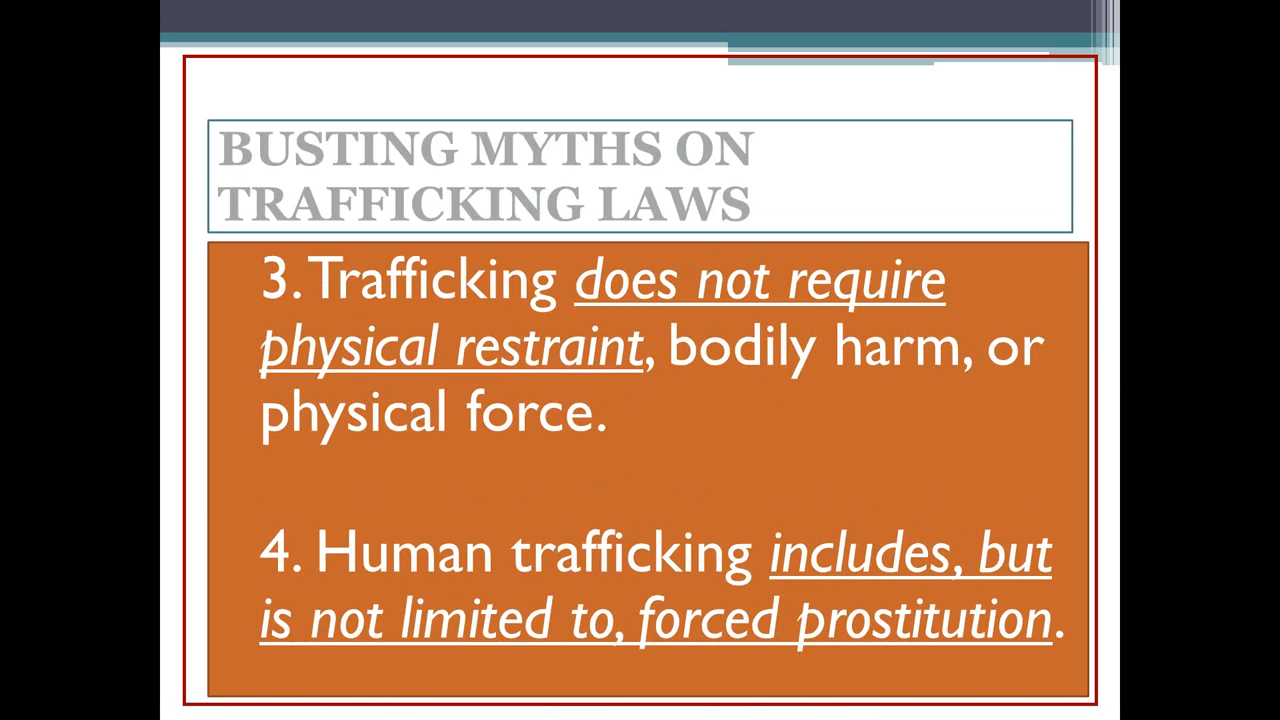 BUSTING MYTHS ON
TRAFFICKING LAWS
3. Trafficking does not require
physical restraint, bodily harm, or
physical force.
4. Human trafficking includes, but
is not limited to, forced prostitution.